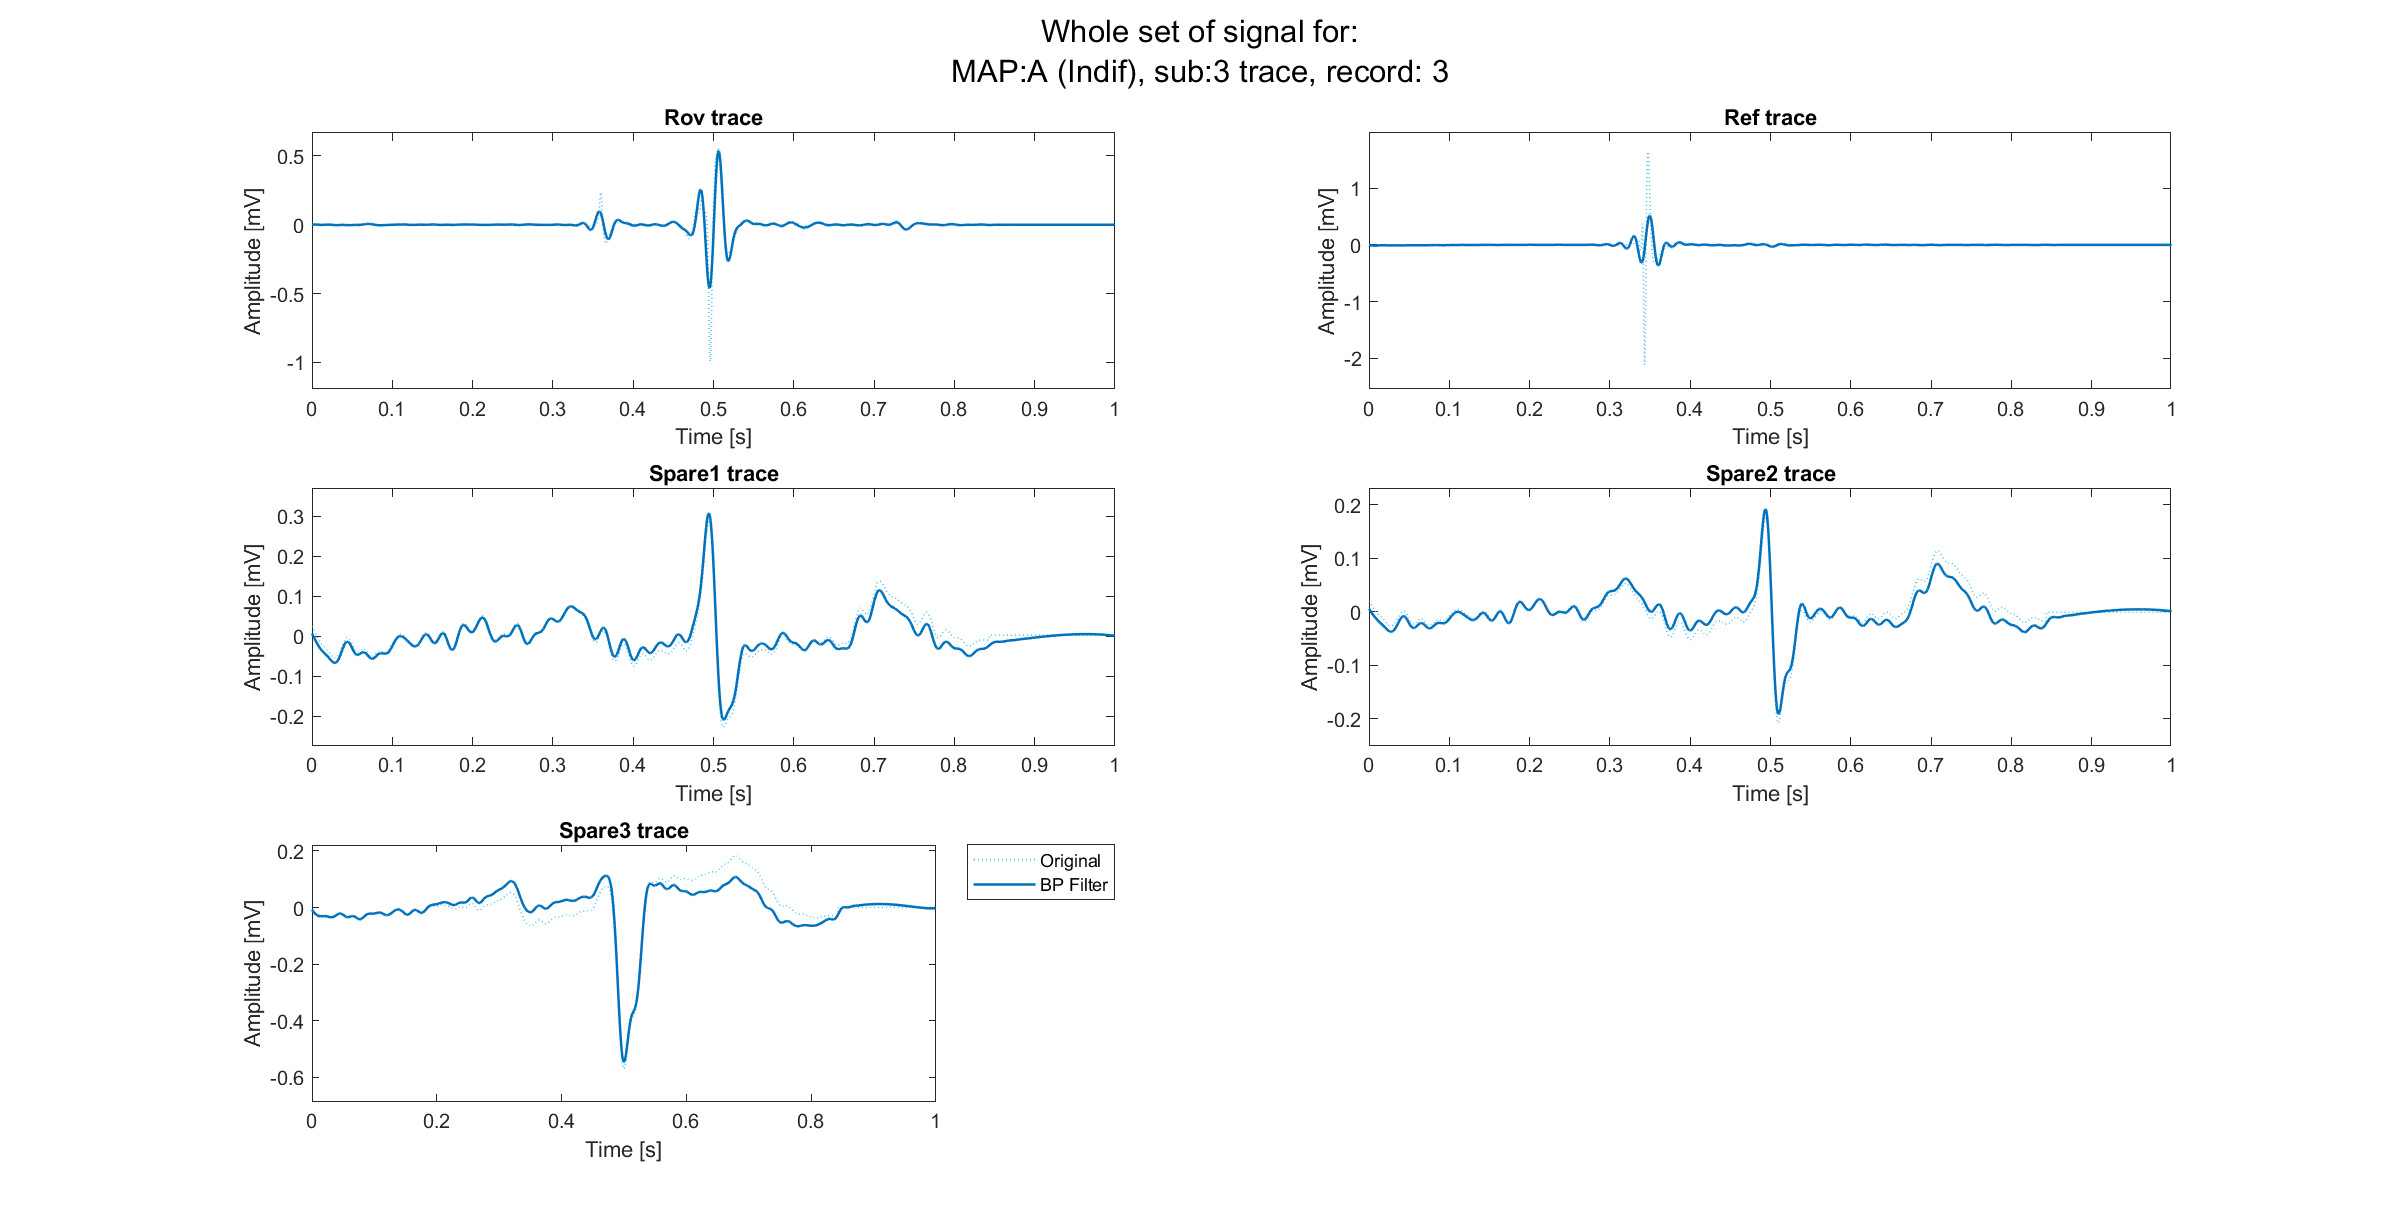 Whole set of signal for:
MAP:A (Indif), sub:3 trace, record: 3
Rov trace
Amplitude [mV]
0.5
0
-0.5
-1
0 0.1 0.2 0.3 0.4 0.5 0.6 0.7 0.8 0.9 1
Time [s]
Ref trace
Amplitude [mV]
1
0
-1
-2
0 0.1 0.2 0.3 0.4 0.5 0.6 0.7 0.8 0.9 1
Time [s]
Spare1 trace
Amplitude [mV]
0.3
0.2
0.1
0
-0.1
-0.2
0 0.1 0.2 0.3 0.4 0.5 0.6 0.7 0.8 0.9 1
Time [s]
Spare2 trace
Amplitude [mV]
0.2
0.1
0
-0.1
-0.2
0 0.1 0.2 0.3 0.4 0.5 0.6 0.7 0.8 0.9 1
Time [s]
Spare3 trace
Amplitude [mV]
0.2
0
-0.2
-0.4
-0.6
0 0.2 0.4 0.6 0.8 1
Time [s]
Original
BP Filter